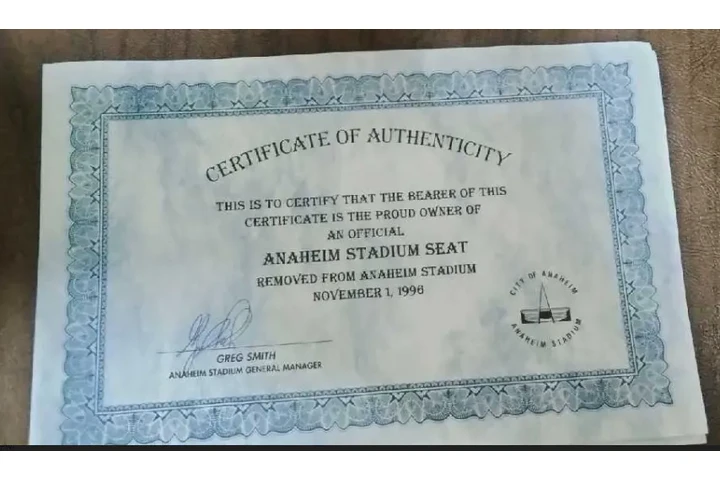 CERTIFICATE OF AUTHENTICITY
THIS IS TO CERTIFY THAT THE BEARER OF THIS
CERTIFICATE IS THE PROUD OWNER OF
AN OFFICIAL
ANAHEIM STADIUM SEAT
REMOVED FROM ANAHEIM STADIUM
NOVEMBER 1, 1996
CITY OF ANAHEIM
ANAHEIM STADIUM
GREG SMITH
ANAHEIM STADIUM GENERAL MANAGER